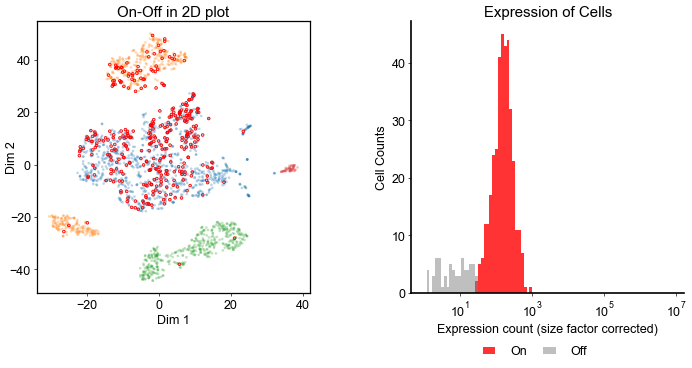 On-Off in 2D plot
Dim 2
40
20
0
−20
−40
−20 0 20 40
Dim 1
Expression of Cells
Cell Counts
40
30
20
10
0
10^1 10^3 10^5 10^7
Expression count (size factor corrected)
On Off